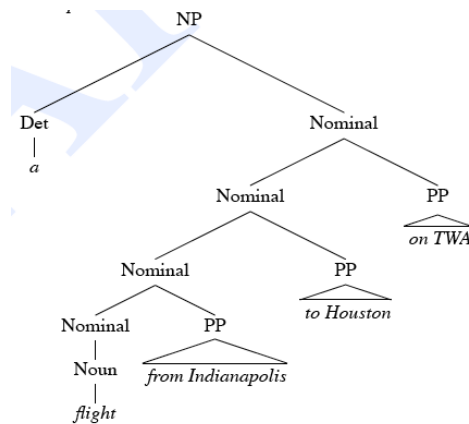 NP
Det Nominal
a
Nominal PP
on TWA
Nominal PP
to Houston
Nominal PP
Noun from Indianapolis
flight